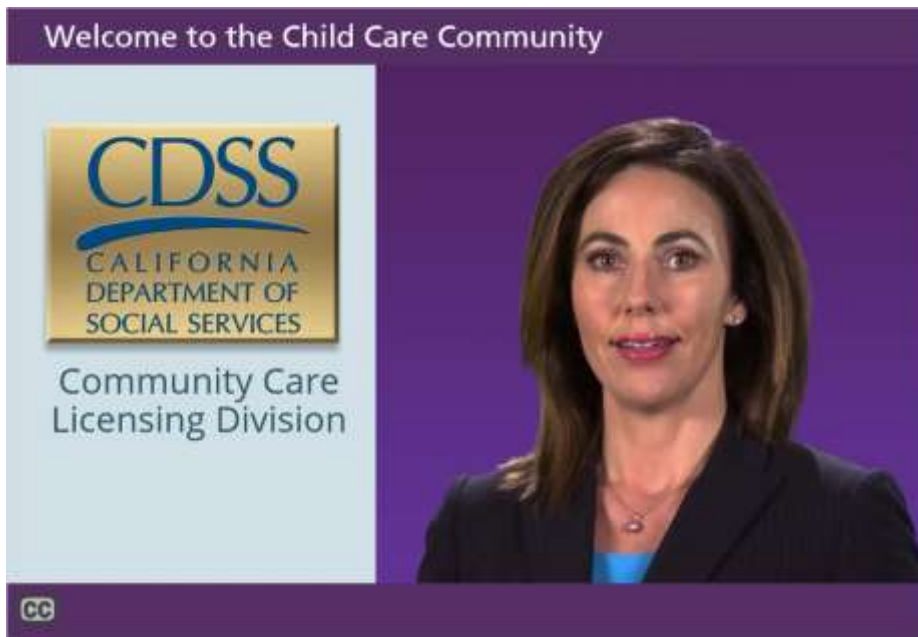 Welcome to the Child Care Community
CDSS
CALIFORNIA
DEPARTMENT OF
SOCIAL SERVICES
Community Care
Licensing Division
CC